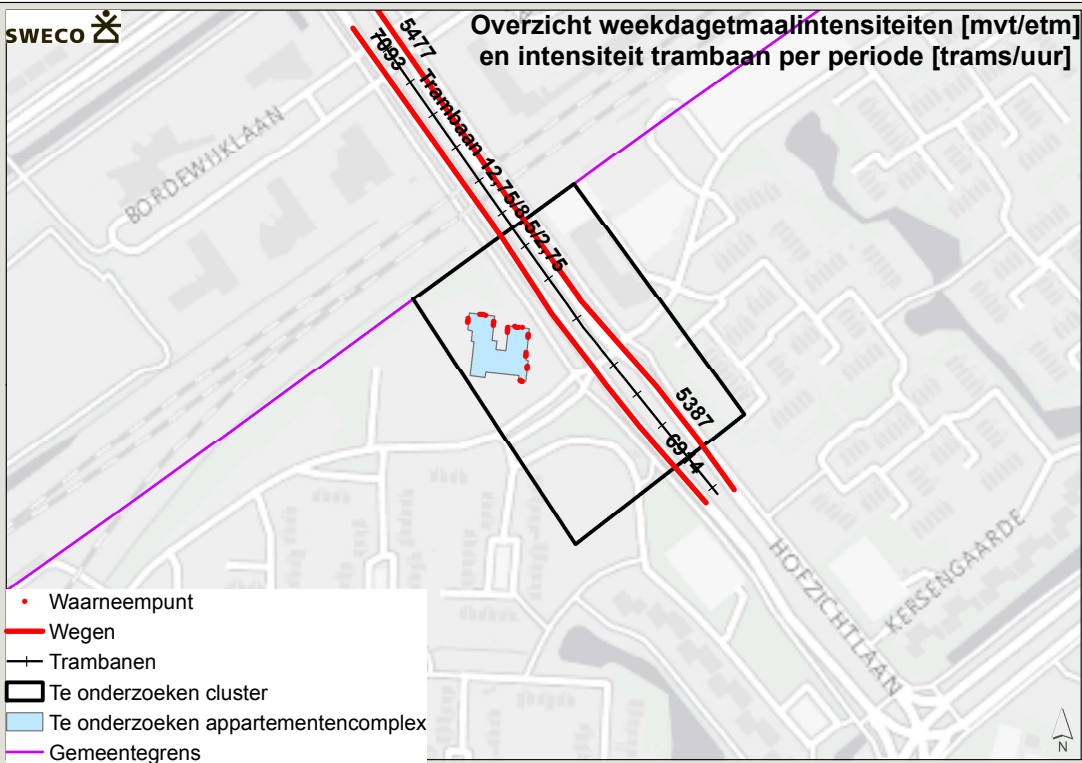 SWECO
Overzicht weekdagetmaalintensiteiten [mvt/etm]
en intensiteit trambaan per periode [trams/uur]
5477
7093
Trambaan 12,75/8,5/2,75
BORDEWIJKLAAN
5387
6914
HOFZICHTLAAN
KERSENGAARDE
Waarneempunt
Wegen
Trambanen
Te onderzoeken cluster
Te onderzoeken appartementencomplex
Gemeentegrens
N